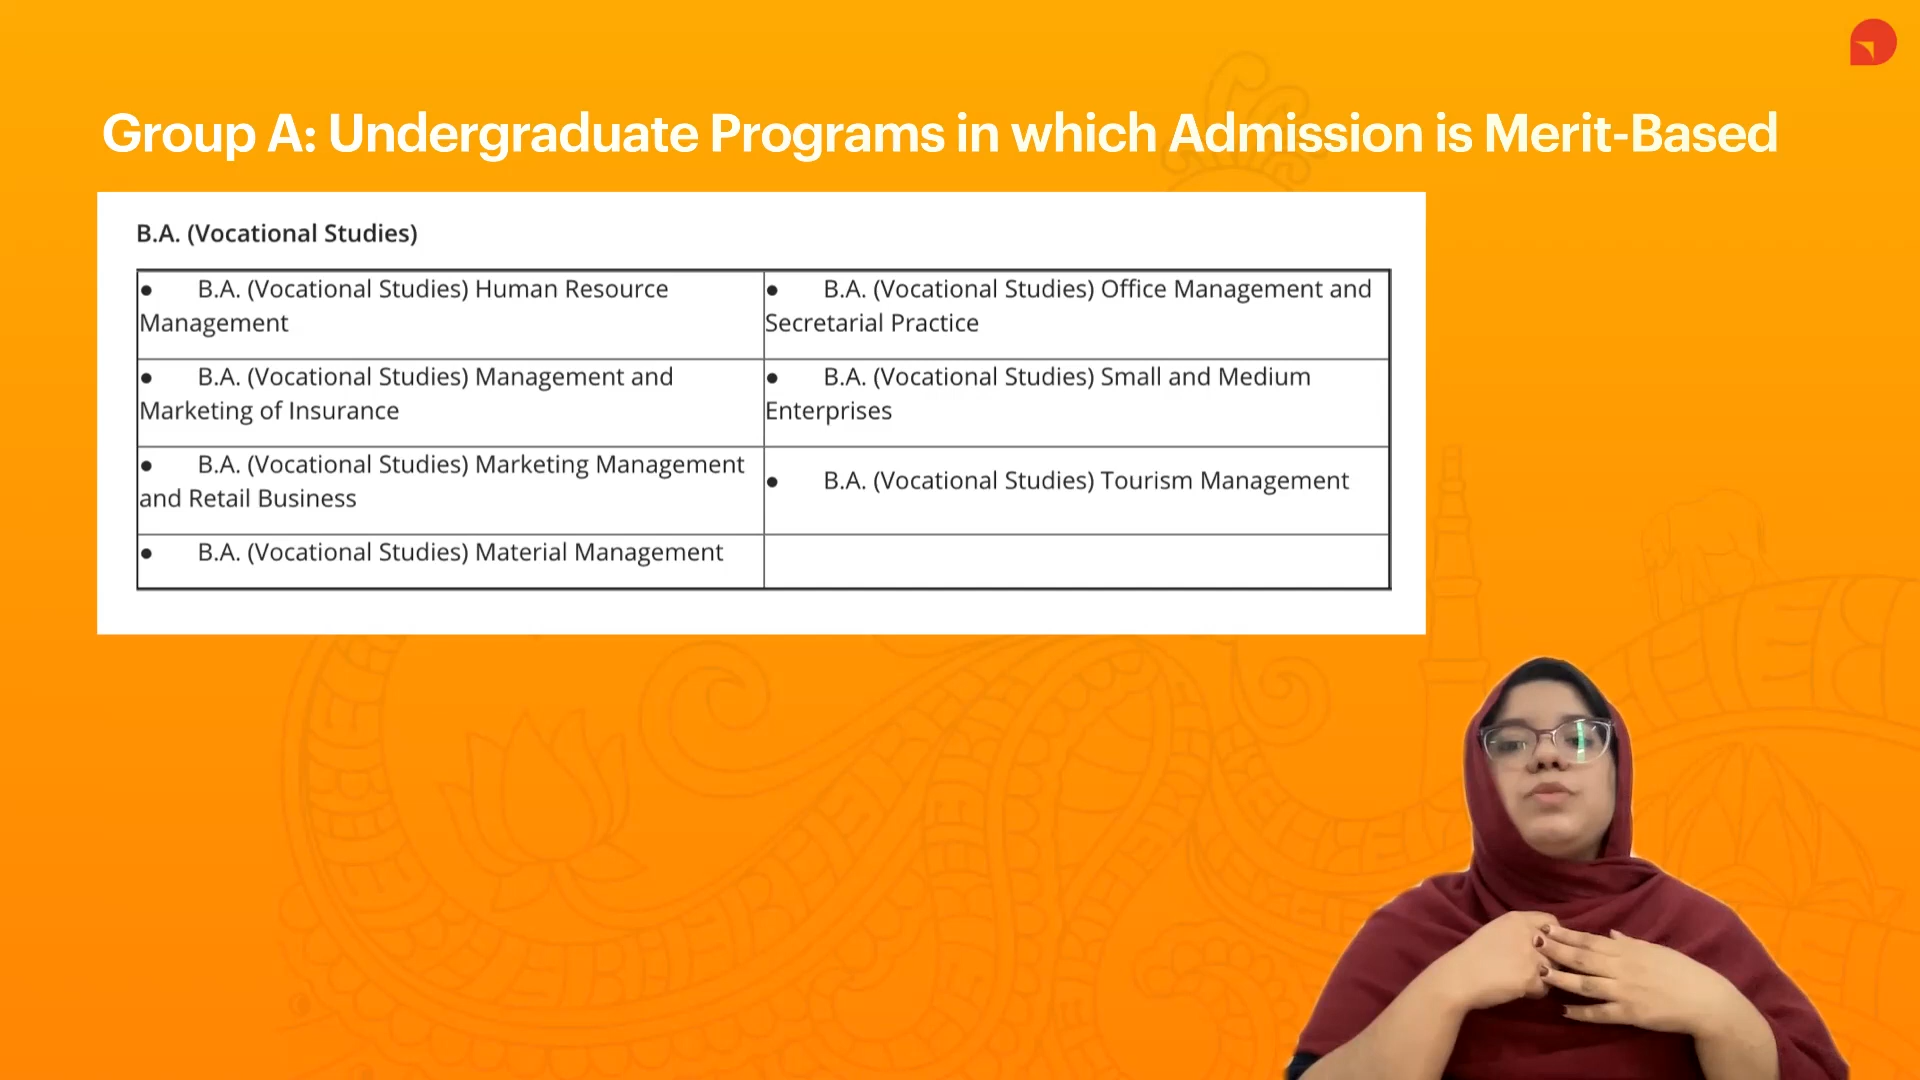 Group A: Undergraduate Programs in which Admission is Merit-Based
B.A. (Vocational Studies)
● B.A. (Vocational Studies) Human Resource
Management
● B.A. (Vocational Studies) Office Management and
Secretarial Practice
● B.A. (Vocational Studies) Management and
Marketing of Insurance
● B.A. (Vocational Studies) Small and Medium
Enterprises
● B.A. (Vocational Studies) Marketing Management
and Retail Business
● B.A. (Vocational Studies) Tourism Management
● B.A. (Vocational Studies) Material Management